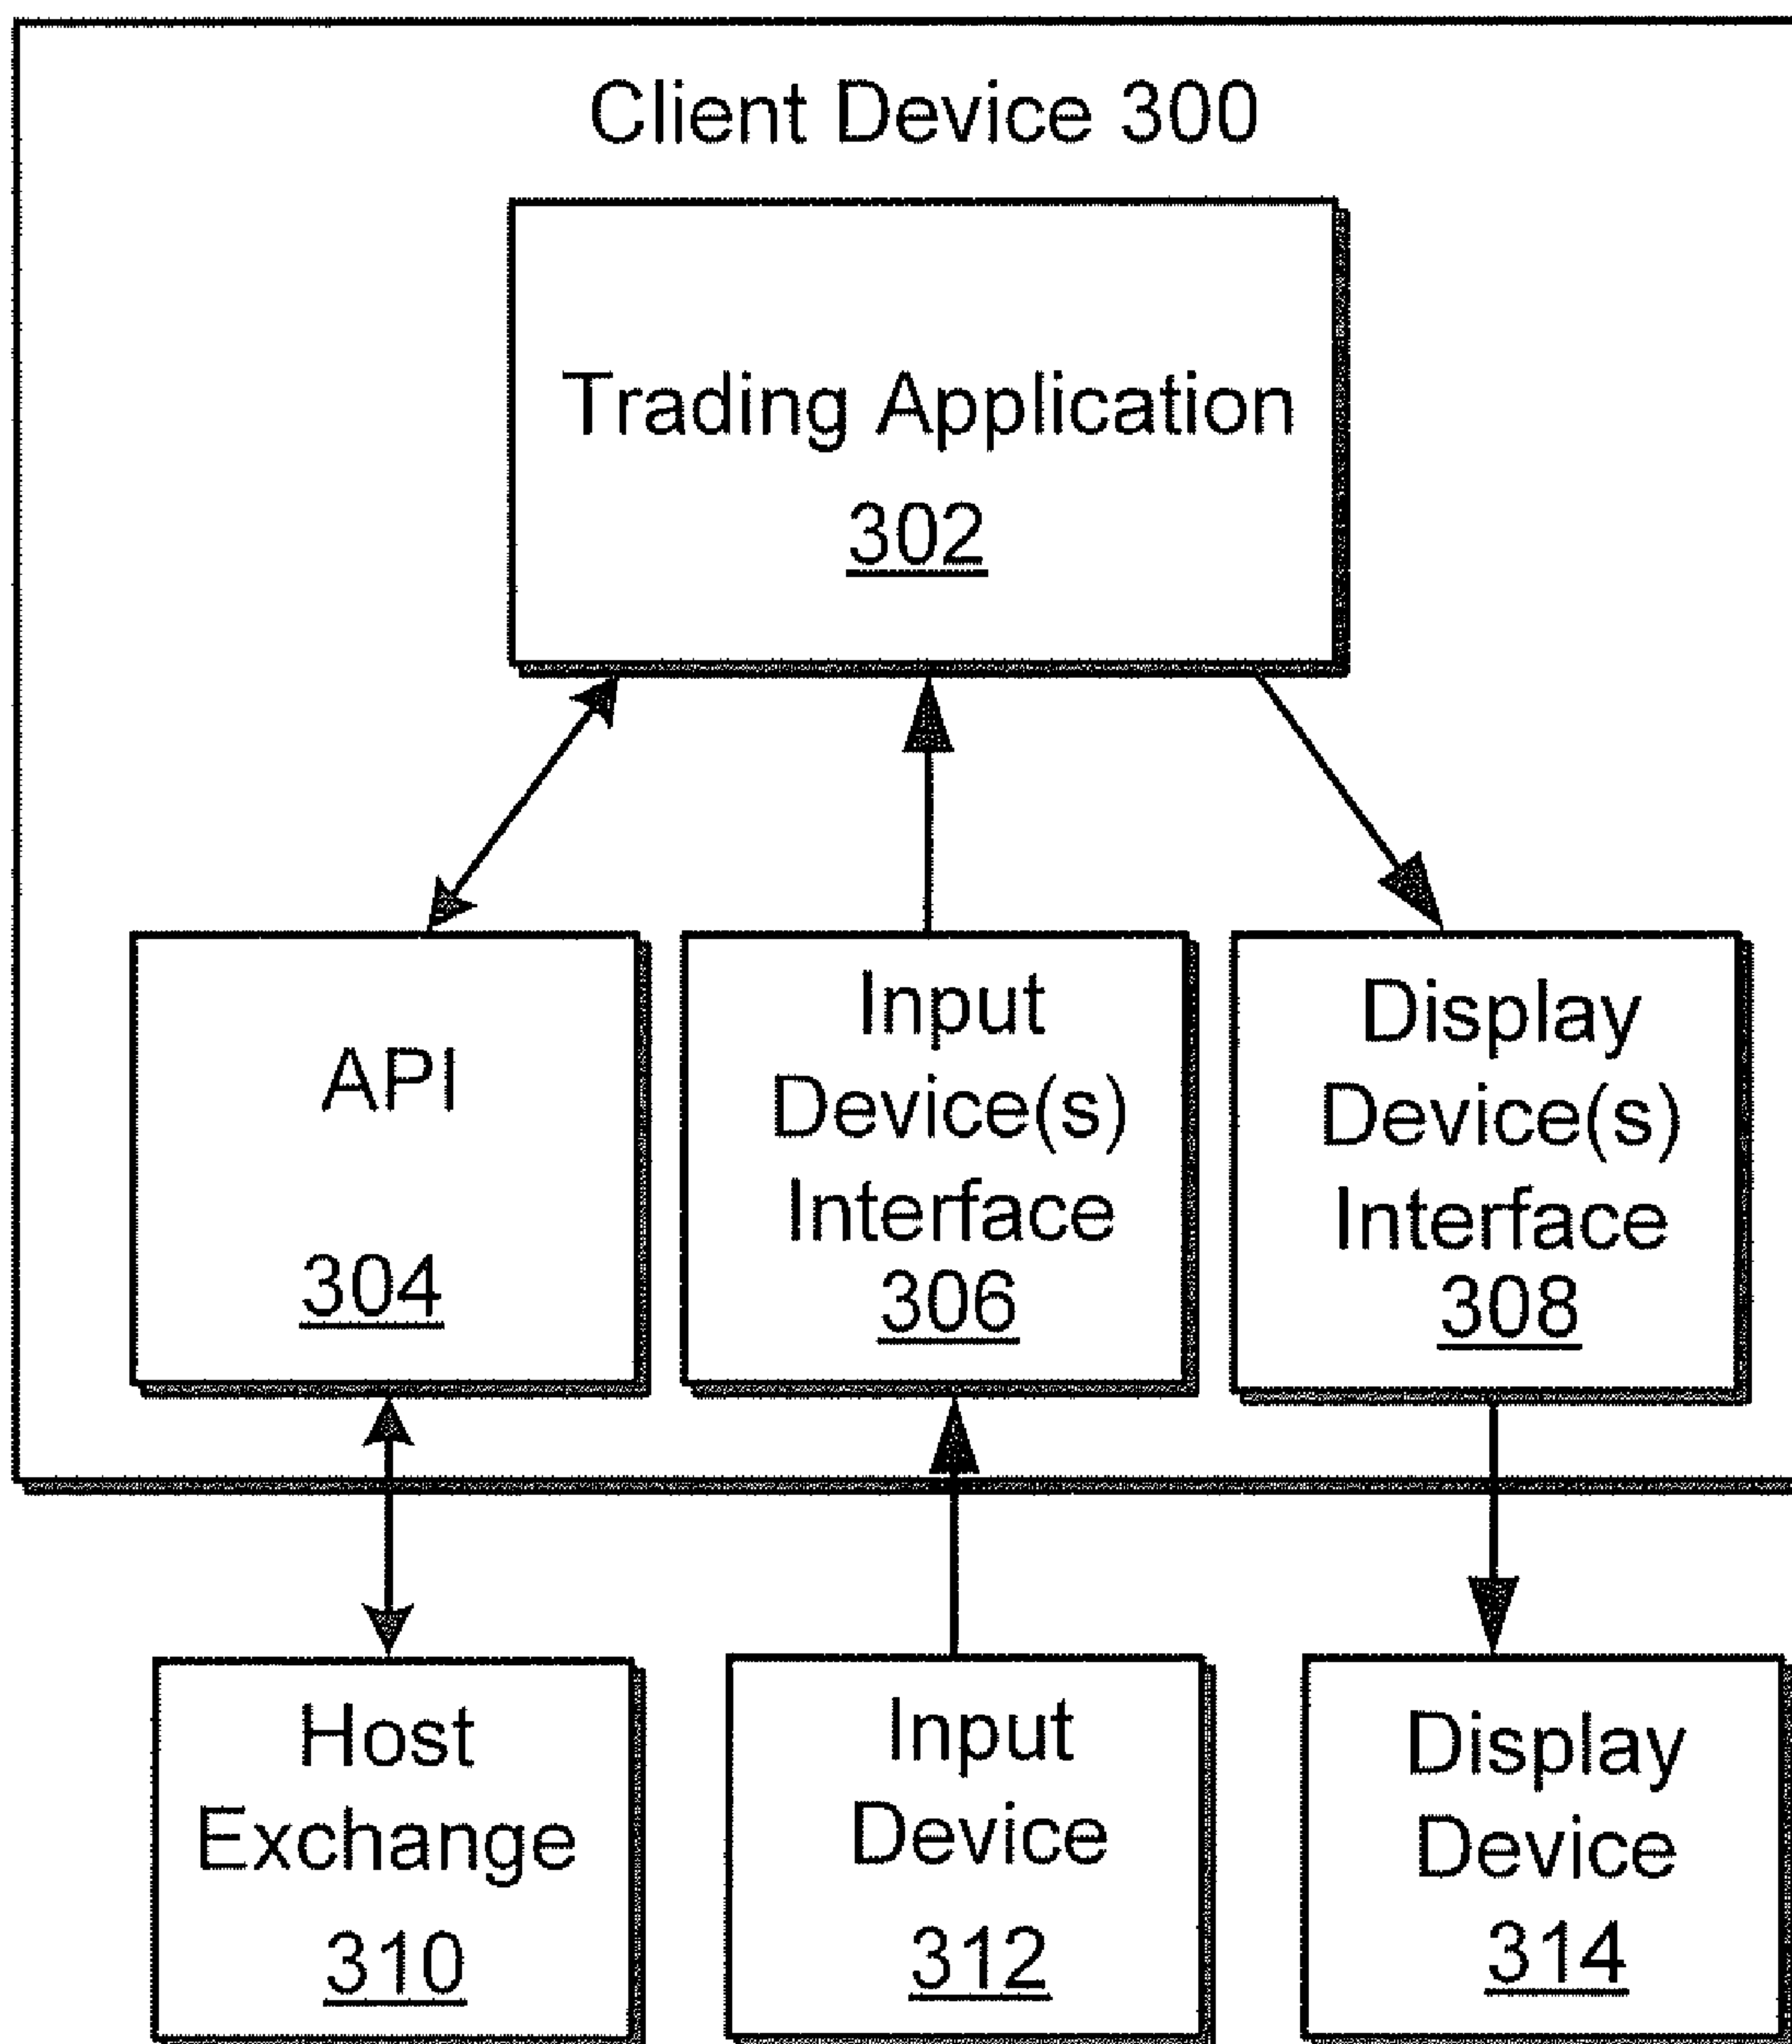 Client Device 300
Trading Application
302
API
304
Input
Device(s)
Interface
306
Display
Device(s)
Interface
308
Host
Exchange
310
Input
Device
312
Display
Device
314